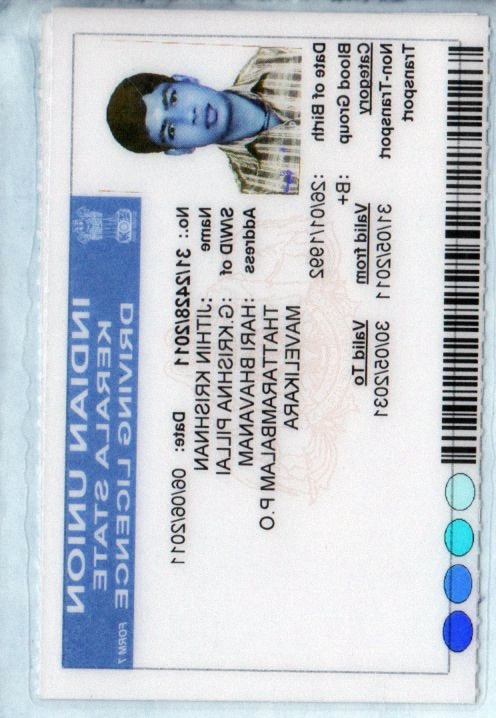 INDIAN UNION
KERALA STATE
DRIVING LICENCE FORM 7
No.: 31/2428/2011 Date: 06/06/2011
Name :JITHIN KRISHNAN
S/W/D of :G.KRISHNA PILLAI
Address :HARI BHAVANAM
THATTARAMBALAM P.O
MAVELIKARA
Date of Birth :26/01/1992
Blood Group :B+
Category Valid from Valid To
Non-Transport 31/05/2011 30/05/2031
Transport